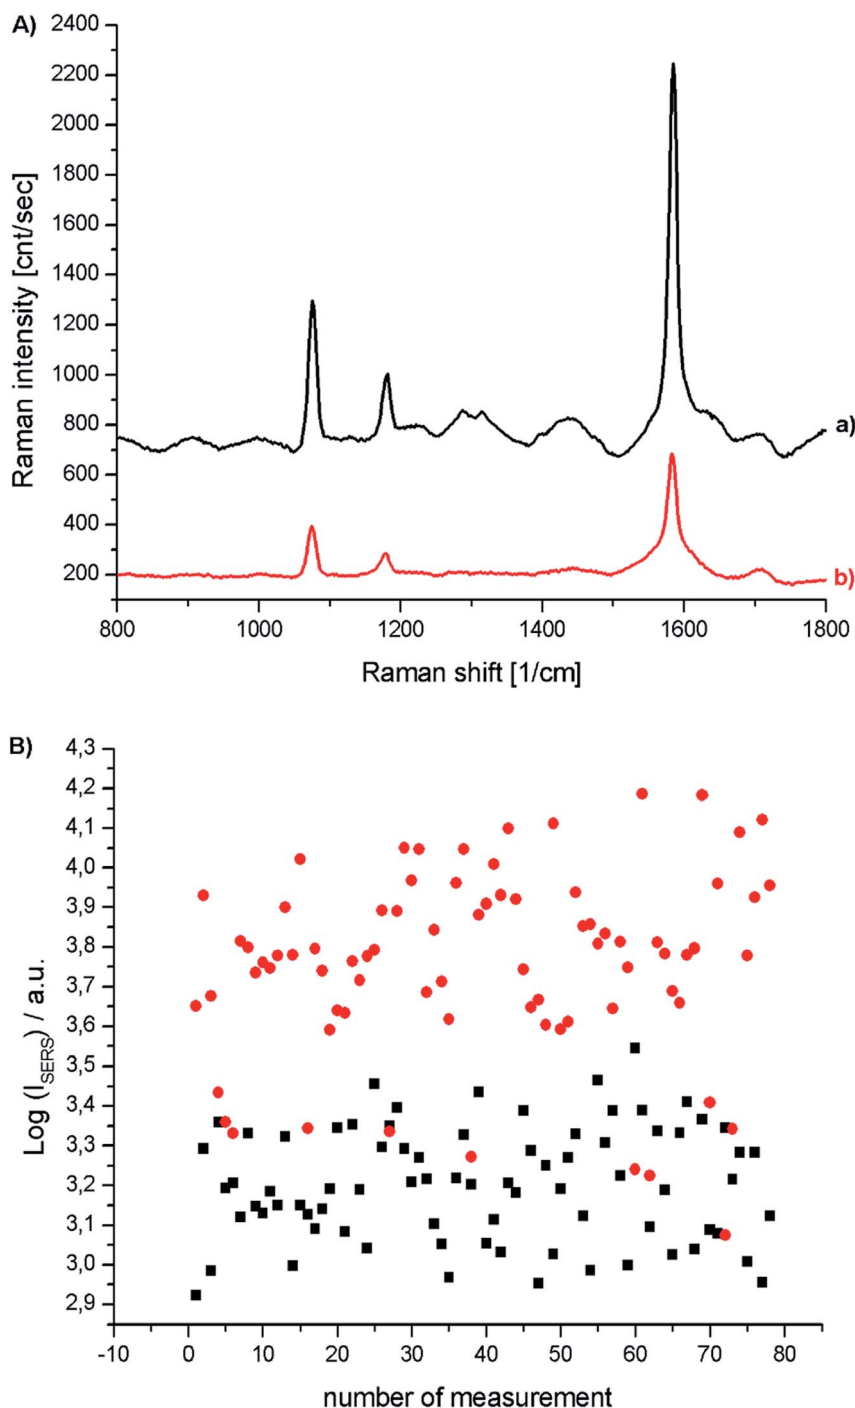 A)
2400
2200
2000
1800
1600
1400
1200
1000
800
600
400
200
Raman intensity [cnt/sec]
a)
b)
800 1000 1200 1400 1600 1800
Raman shift [1/cm]
B)
4,3
4,2
4,1
4,0
3,9
3,8
3,7
3,6
3,5
3,4
3,3
3,2
3,1
3,0
2,9
Log (I_SERS) / a.u.
-10 0 10 20 30 40 50 60 70 80
number of measurement